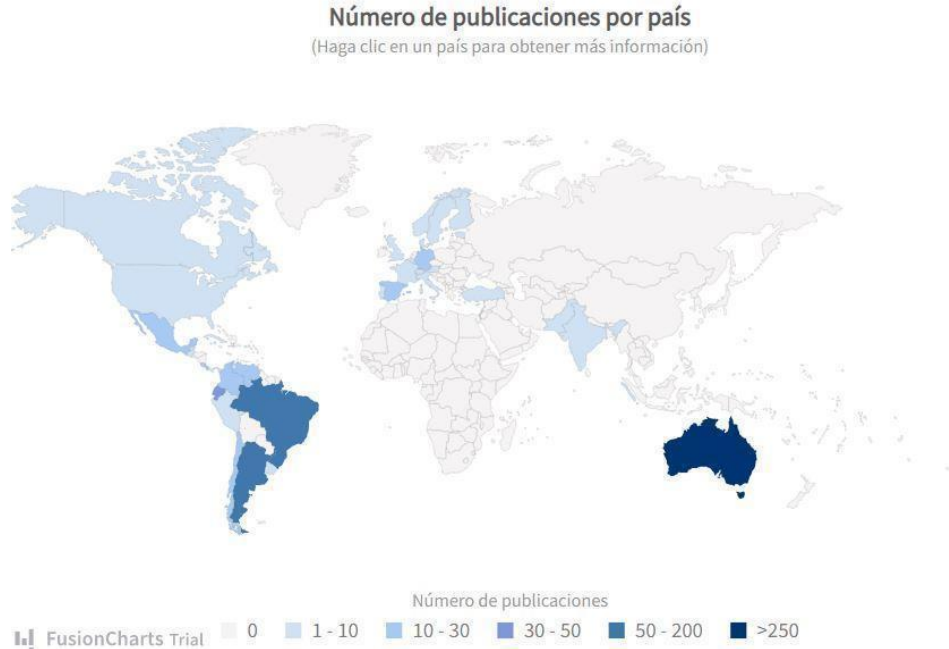 Número de publicaciones por país
(Haga clic en un país para obtener más información)
Número de publicaciones
FusionCharts Trial
0
1 - 10
10 - 30
30 - 50
50 - 200
>250